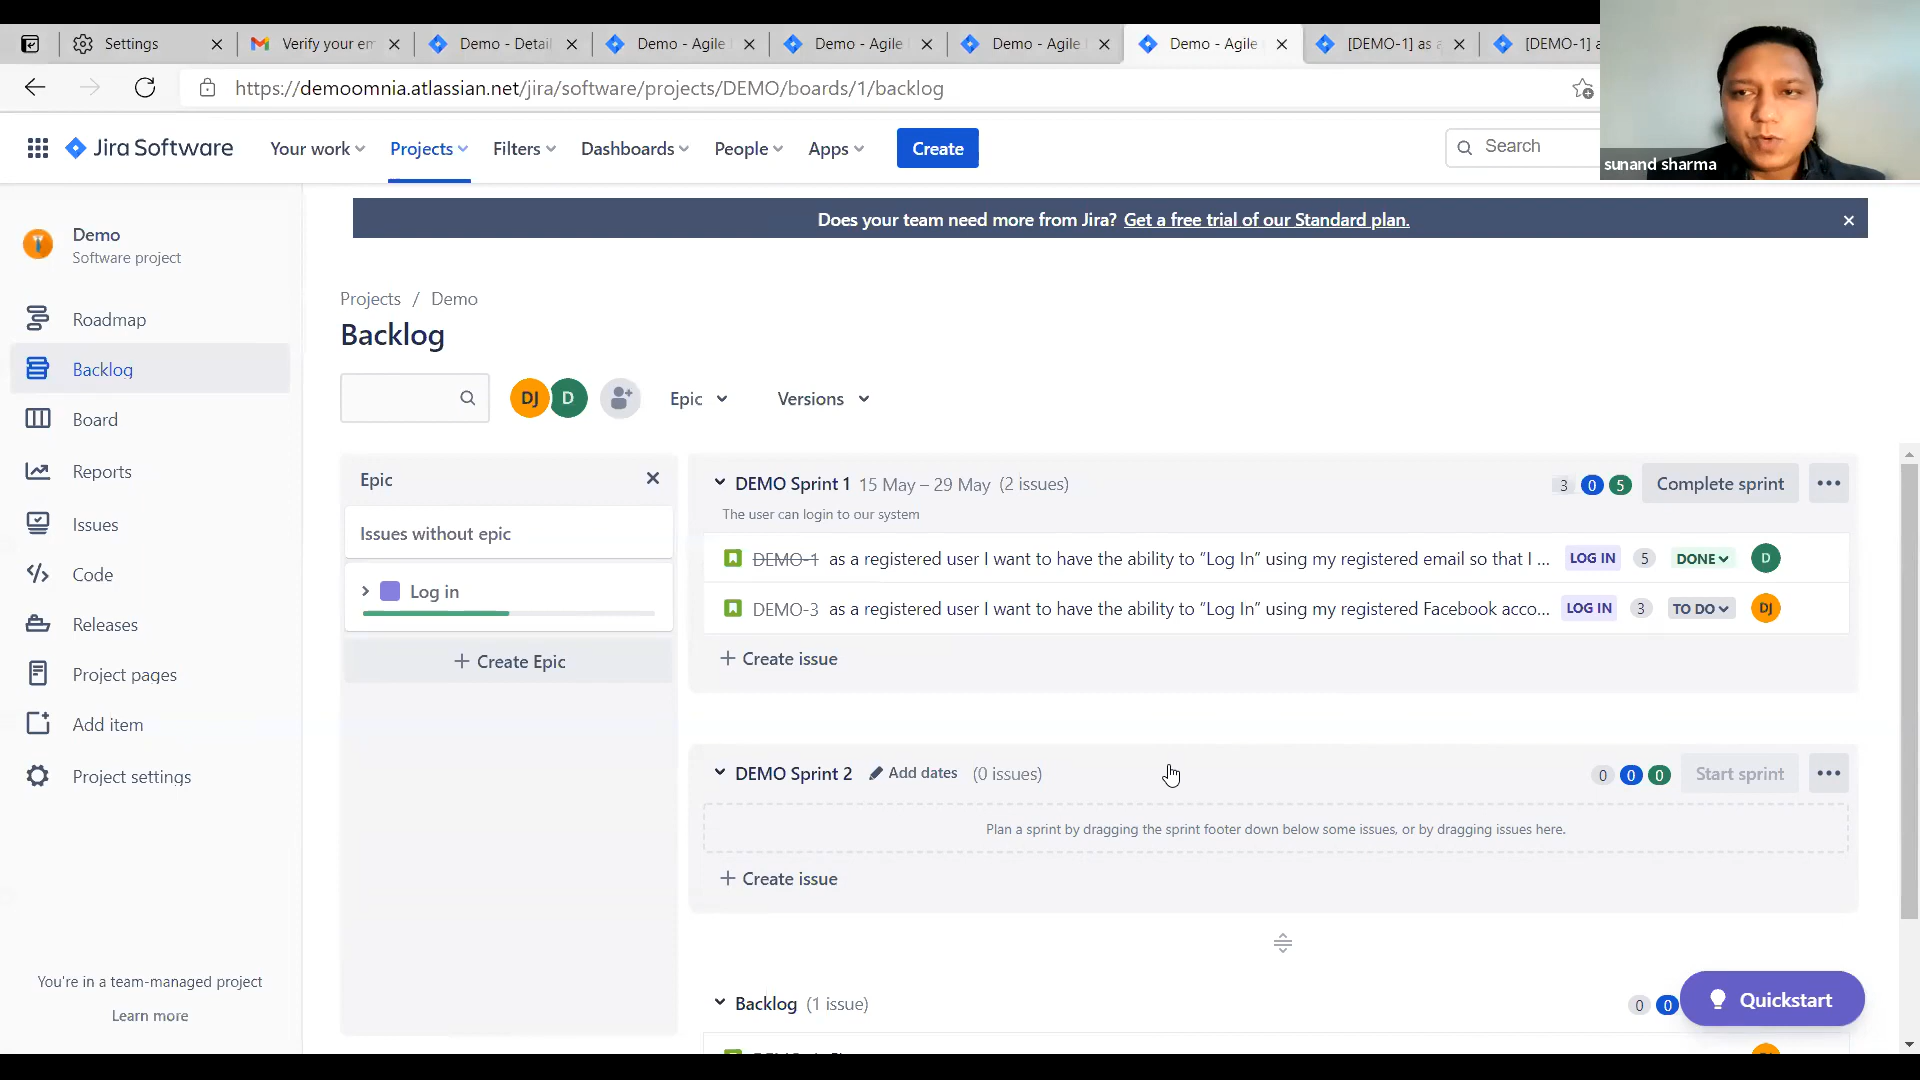 Settings
Verify your em
Demo - Detail
Demo - Agile
Demo - Agile
Demo - Agile
Demo - Agile
[DEMO-1] as a
[DEMO-1] a
https://demoomnia.atlassian.net/jira/software/projects/DEMO/boards/1/backlog
Jira Software
Your work
Projects
Filters
Dashboards
People
Apps
Create
Search
sunand sharma
Does your team need more from Jira? Get a free trial of our Standard plan.
Demo
Software project
Roadmap
Backlog
Board
Reports
Issues
Code
Releases
Project pages
Add item
Project settings
You're in a team-managed project
Learn more
Projects / Demo
Backlog
DJ
D
Epic
Versions
Epic
Issues without epic
Log in
+ Create Epic
DEMO Sprint 1 15 May – 29 May (2 issues)
3 0 5
Complete sprint
The user can login to our system
DEMO-1 as a registered user I want to have the ability to “Log In” using my registered email so that I ... LOG IN 5 DONE D
DEMO-3 as a registered user I want to have the ability to “Log In” using my registered Facebook acco... LOG IN 3 TO DO DJ
+ Create issue
DEMO Sprint 2 Add dates (0 issues)
0 0 0
Start sprint
Plan a sprint by dragging the sprint footer down below some issues, or by dragging issues here.
+ Create issue
Backlog (1 issue)
0 0
Quickstart